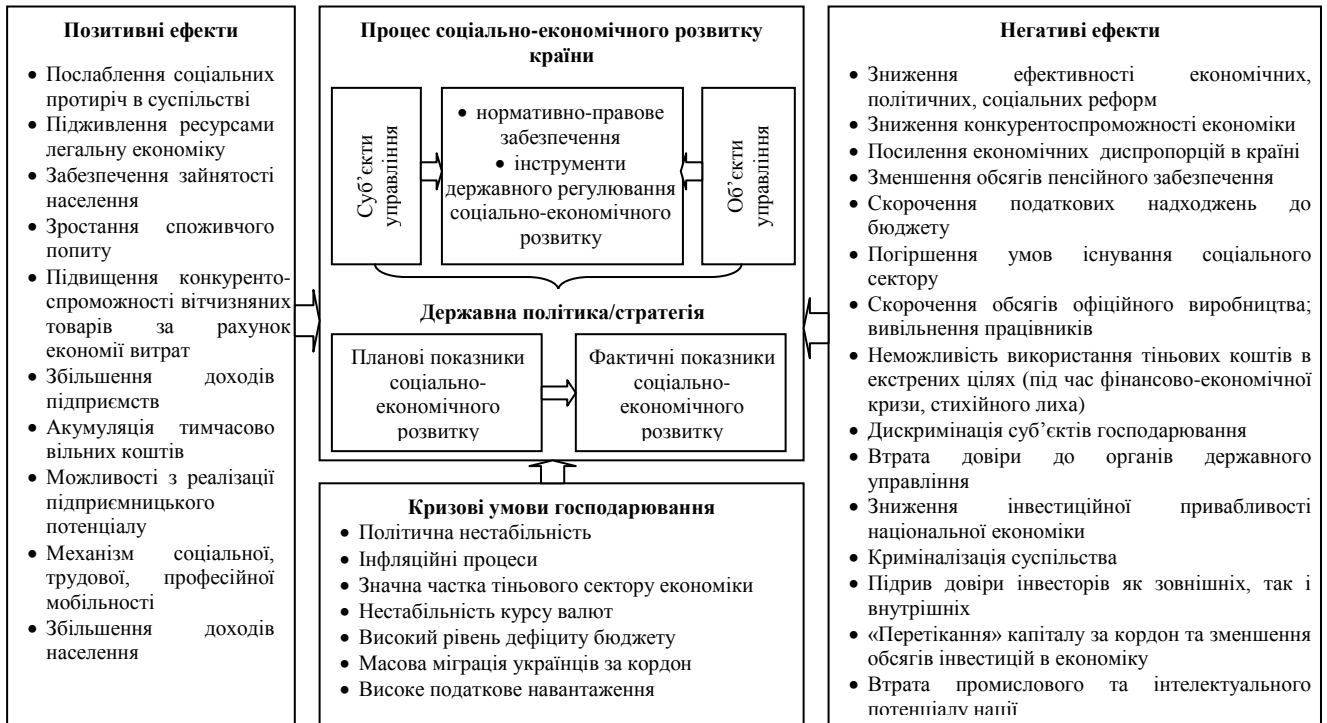 Позитивні ефекти
• Послаблення соціальних
протиріч в суспільстві
• Підживлення ресурсами
легальну економіку
• Забезпечення зайнятості
населення
• Зростання споживчого
попиту
• Підвищення конкуренто-
спроможності вітчизняних
товарів за рахунок
економії витрат
• Збільшення доходів
підприємств
• Акумуляція тимчасово
вільних коштів
• Можливості з реалізації
підприємницького
потенціалу
• Механізм соціальної,
трудової, професійної
мобільності
• Збільшення доходів
населення
Процес соціально-економічного розвитку
країни
Суб’єкти
управління
• нормативно-правове
забезпечення
• інструменти
державного регулювання
соціально-економічного
розвитку
Об’єкти
управління
Державна політика/стратегія
Планові показники
соціально-
економічного
розвитку
Фактичні показники
соціально-
економічного
розвитку
Кризові умови господарювання
• Політична нестабільність
• Інфляційні процеси
• Значна частка тіньового сектору економіки
• Нестабільність курсу валют
• Високий рівень дефіциту бюджету
• Масова міграція українців за кордон
• Високе податкове навантаження
Негативі ефекти
• Зниження ефективності економічних,
політичних, соціальних реформ
• Зниження конкурентоспроможності економіки
• Посилення економічних диспропорцій в країні
• Зменшення обсягів пенсійного забезпечення
• Скорочення податкових надходжень до
бюджету
• Погіршення умов існування соціального
сектору
• Скорочення обсягів офіційного виробництва;
вивільнення працівників
• Неможливість використання тіньових коштів в
екстрених цілях (під час фінансово-економічної
кризи, стихійного лиха)
• Дискримінація суб’єктів господарювання
• Втрата довіри до органів державного
управління
• Зниження інвестиційної привабливості
національної економіки
• Криміналізація суспільства
• Підрив довіри інвесторів як зовнішніх, так і
внутрішніх
• «Перетікання» капіталу за кордон та зменшення
обсягів інвестицій в економіку
• Втрата промислового та інтелектуального
потенціалу нації